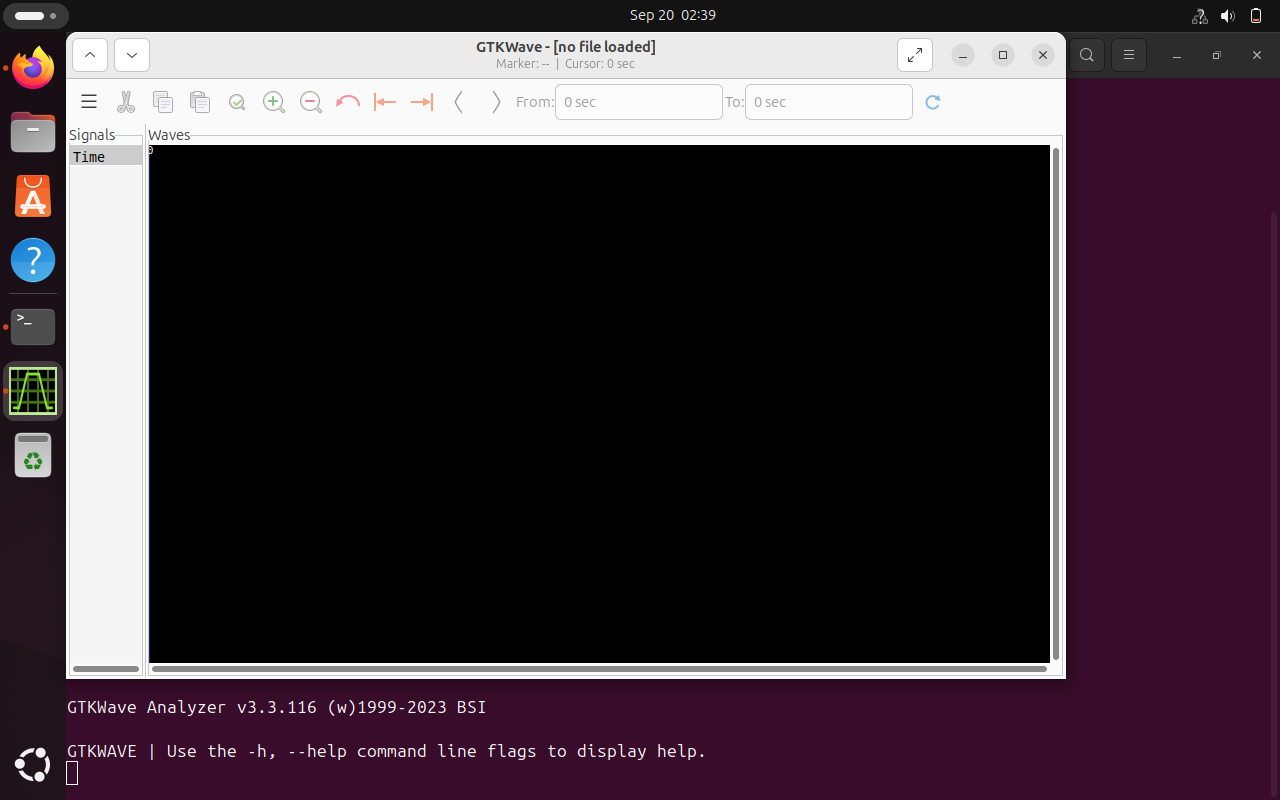 Sep 20 02:39
GTKWave - [no file loaded]
Marker: -- | Cursor: 0 sec
From: 0 sec To: 0 sec
Signals
Waves
Time
0
GTKWave Analyzer v3.3.116 (w)1999-2023 BSI
GTKWAVE | Use the -h, --help command line flags to display help.